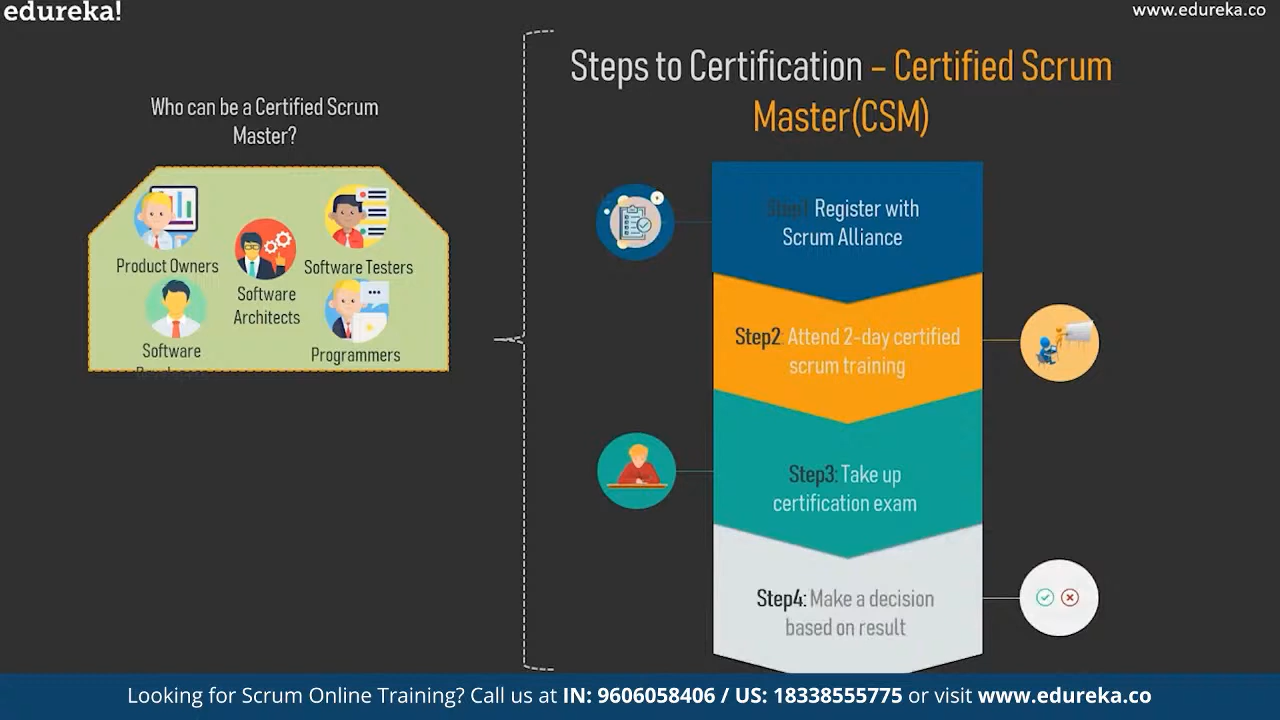 edureka!
www.edureka.co
Who can be a Certified Scrum
Master?
Product Owners
Software Testers
Software
Architects
Software
Programmers
Steps to Certification – Certified Scrum
Master(CSM)
Step1: Register with
Scrum Alliance
Step2: Attend 2-day certified
scrum training
Step3: Take up
certification exam
Step4: Make a decision
based on result
Looking for Scrum Online Training? Call us at IN: 9606058406 / US: 18338555775 or visit www.edureka.co